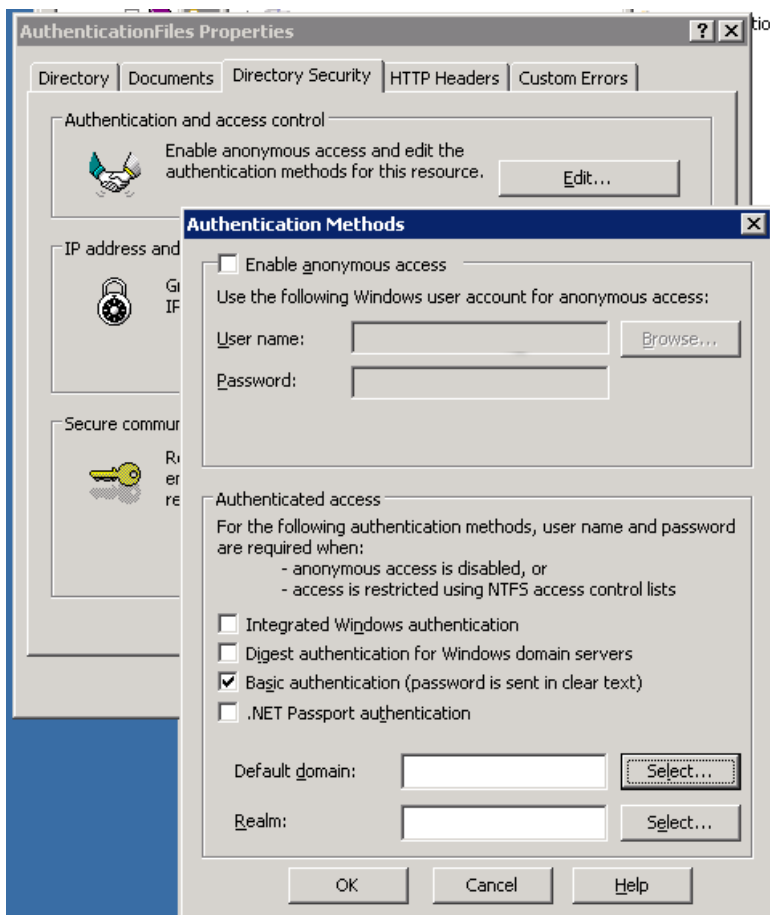 AuthenticationFiles Properties
tio
Directory
Documents
Directory Security
HTTP Headers
Custom Errors
Authentication and access control
Enable anonymous access and edit the
authentication methods for this resource.
Edit...
IP address and
Gr
IP
Secure commun
Re
en
re
Authentication Methods
Enable anonymous access
Use the following Windows user account for anonymous access:
User name:
Browse...
Password:
Authenticated access
For the following authentication methods, user name and password
are required when:
- anonymous access is disabled, or
- access is restricted using NTFS access control lists
Integrated Windows authentication
Digest authentication for Windows domain servers
Basic authentication (password is sent in clear text)
.NET Passport authentication
Default domain:
Select...
Realm:
Select...
OK
Cancel
Help